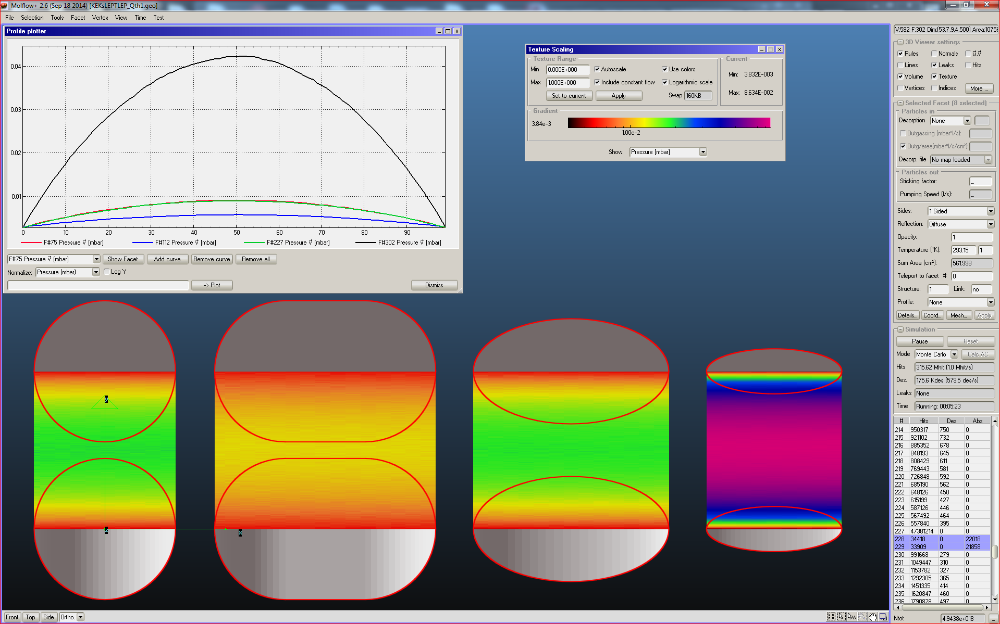 Molflow+ 2.6 (Sep 18 2014) [KEKsLEPTLEP_Qth1.geo]
File Selection Tools Facet Vertex View Time Test
Profile plotter
0.04
0.03
0.02
0.01
0 10 20 30 40 50 60 70 80 90
F#75 Pressure v⃗ [mbar] F#112 Pressure v⃗ [mbar] F#227 Pressure v⃗ [mbar] F#302 Pressure v⃗ [mbar]
F#75 Pressure v⃗ [mbar] Show Facet Add curve Remove curve Remove all
Normalize: Pressure (mbar) Log Y
-> Plot Dismiss
Texture Scaling
Texture Range Current
Min 0.000E+000 Autoscale Use colors
Min: 3.832E-003
Max 1.000E+000 Include constant flow Logarithmic scale
Max: 8.634E-002
Set to current Apply Swap 160KB
Gradient
3.84e-3
1.00e-2
Show: Pressure [mbar]
y
z
x
Front Top Side Ortho.
V:582 F:302 Dim:(53.7,9.4,500) Area:1075
3D Viewer settings
Rules Normals u⃗,v⃗
Lines Leaks Hits
Volume Texture
Vertices Indices More ...
Selected Facet (8 selected)
Particles in
Desorption None
Outgassing (mbar*l/s):
Outg/area(mbar*l/s/cm²):
Desorp. file No map loaded
Particles out
Sticking factor: ...
Pumping Speed (l/s): ...
Sides: 1 Sided
Reflection: Diffuse
Opacity: 1
Temperature (°K): 293.15 1
Sum Area (cm²): 561.998
Teleport to facet # 0
Structure: 1 Link: no
Profile: None
Details... Coord... Mesh... Apply
Simulation
Pause Reset
Mode Monte Carlo Calc AC
Hits 315.62 Mhit (1.0 Mhit/s)
Des. 175.6 Kdes (579.5 des/s)
Leaks None
Time Running: 00:05:23
# Hits Des Abs
214 950317 750 0
215 921102 732 0
216 885352 678 0
217 848193 645 0
218 808429 611 0
219 769443 581 0
220 726848 592 0
221 685190 562 0
222 648126 450 0
223 615199 427 0
224 587126 446 0
225 567492 464 0
226 557840 395 0
227 47381214 0 0
228 34418 0 22018
229 33909 0 21858
230 991668 279 0
231 1049447 310 0
232 1153782 327 0
233 1292305 365 0
234 1451335 414 0
235 1620847 460 0
236 1790828 497 0
Ntot 4.9438e+018 ...